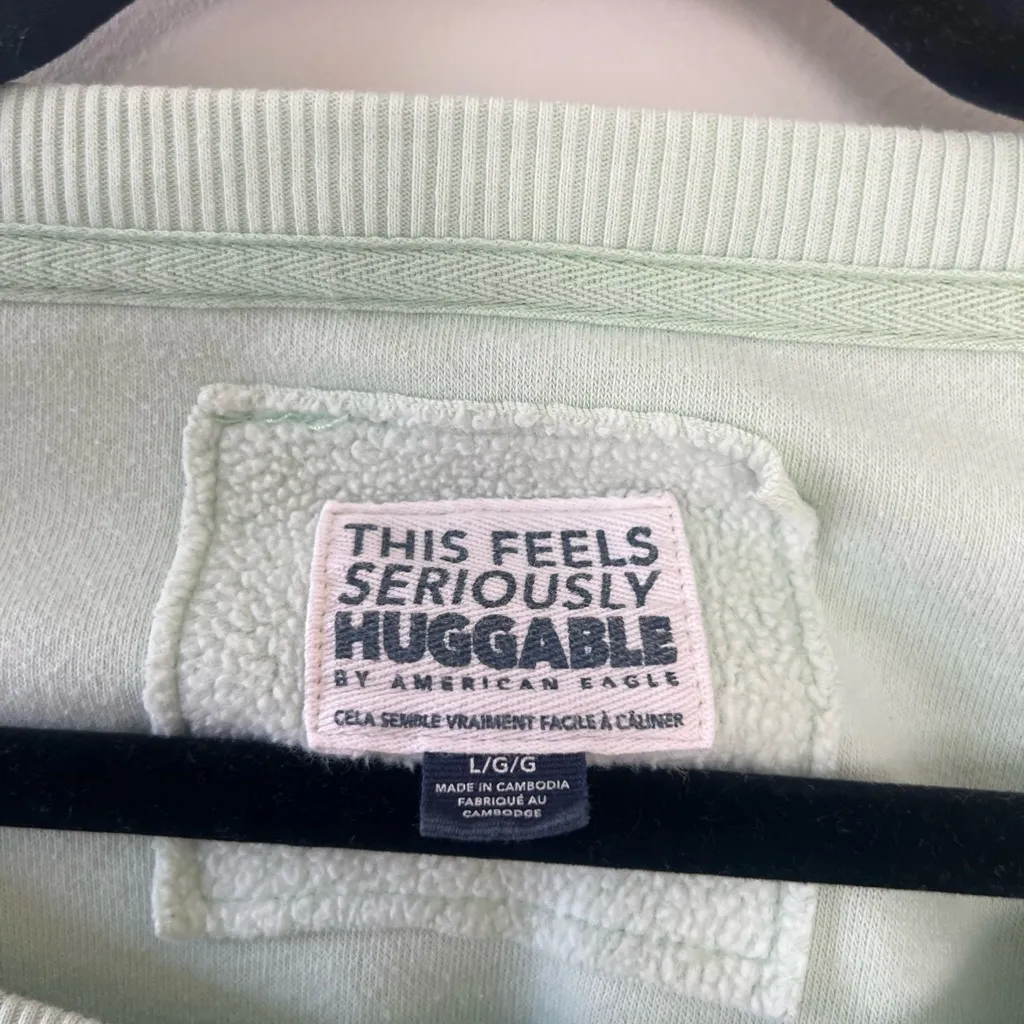 THIS FEELS
SERIOUSLY
HUGGABLE
BY AMERICAN EAGLE
CELA SEMBLE VRAIMENT FACILE À CÂLINER
L/G/G
MADE IN CAMBODIA
FABRIQUÉ AU
CAMBODGE